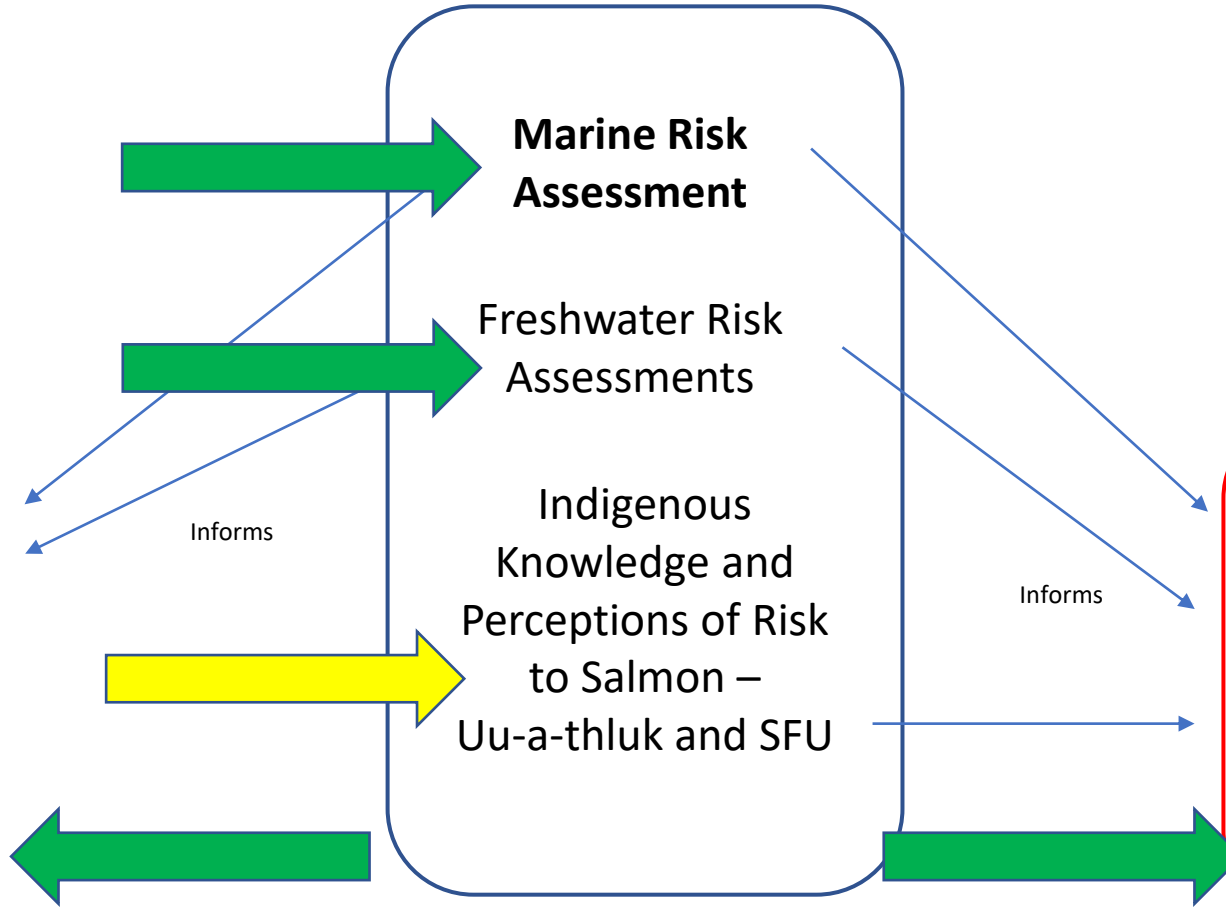 Marine Risk
Assessment
Freshwater Risk
Assessments
Informs
Indigenous
Knowledge and
Perceptions of Risk
to Salmon –
Uu-a-thluk and SFU
Informs